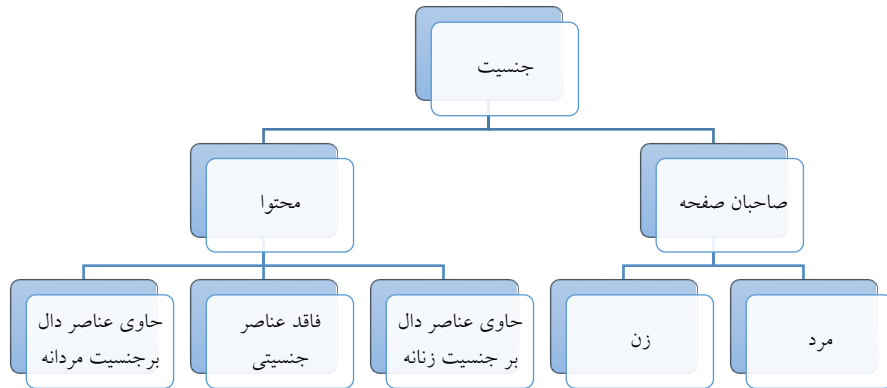 جنسیت
صاحبان صفحه
محتوا
مرد
زن
حاوی عناصر دال
بر جنسیت زنانه
فاقد عناصر
جنسیتی
حاوی عناصر دال
برجنسیت مردانه